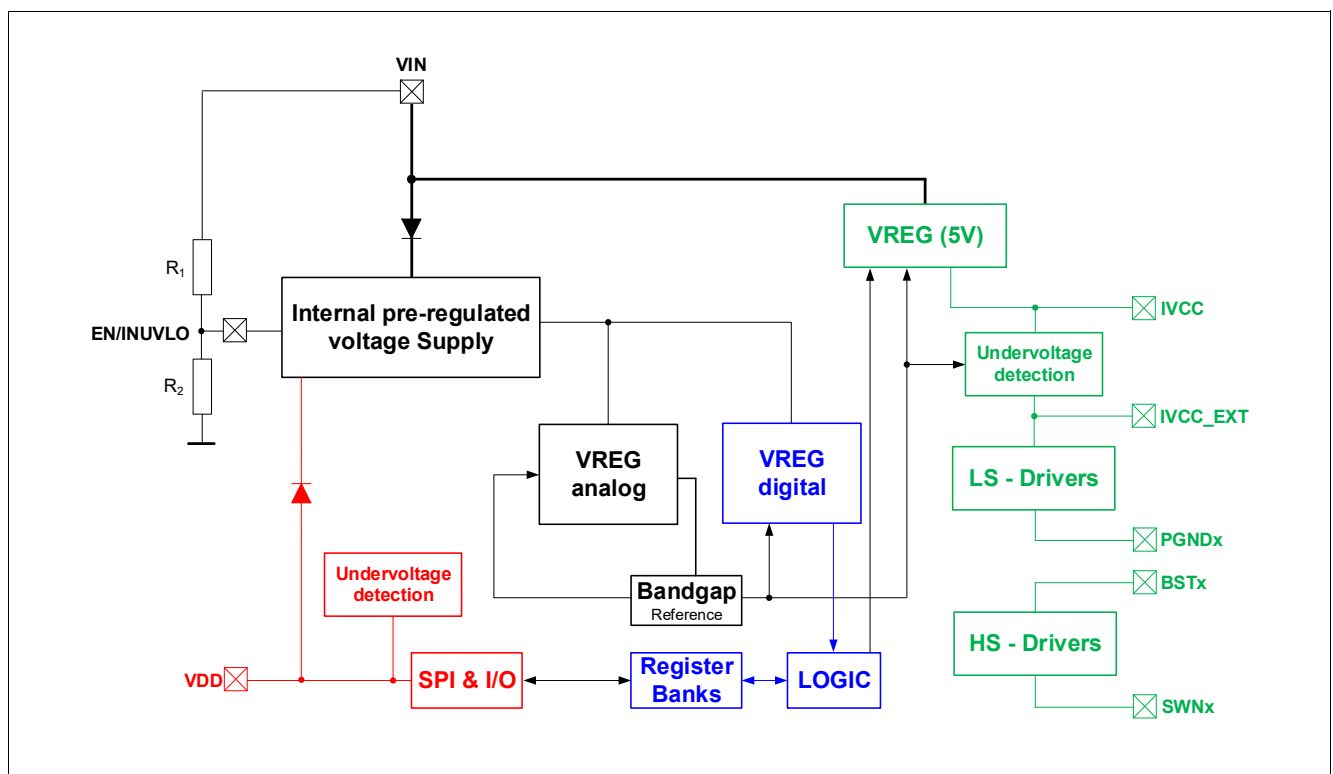 VIN
VREG (5V)
R1
Internal pre-regulated
voltage Supply
IVCC
EN/INUVLO
Undervoltage
detection
R2
IVCC_EXT
VREG
analog
VREG
digital
LS - Drivers
PGNDx
Undervoltage
detection
Bandgap
Reference
BSTx
HS - Drivers
VDD
SPI & I/O
Register
Banks
LOGIC
SWNx